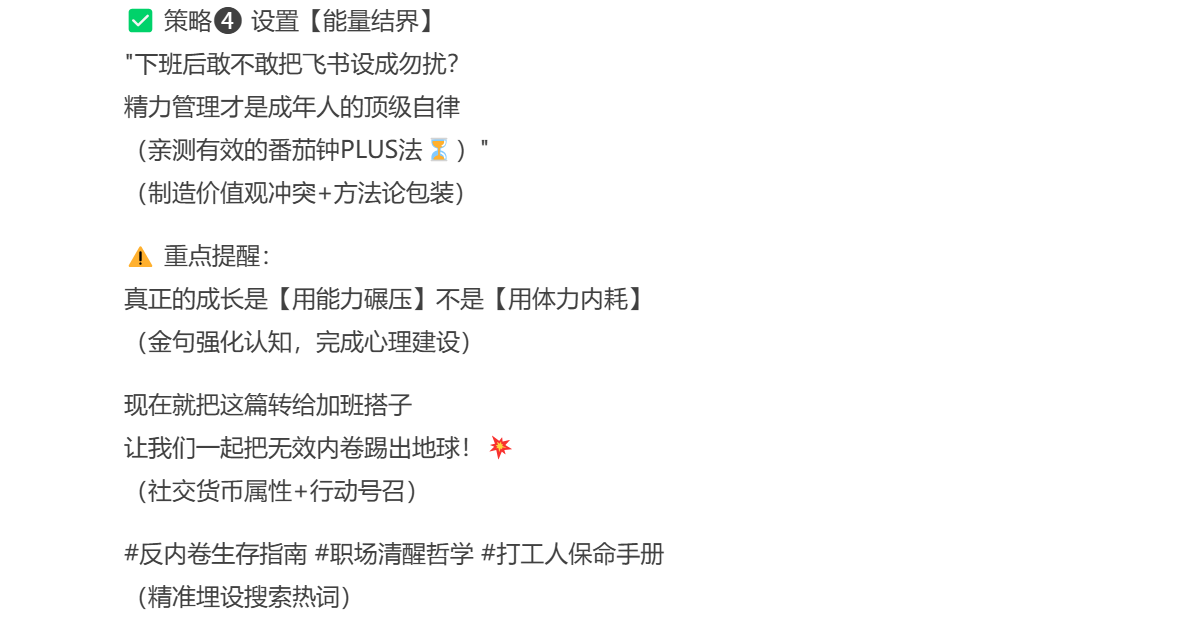 ✅ 策略❹ 设置【能量结界】
"下班后敢不敢把飞书设成勿扰？
精力管理才是成年人的顶级自律
（亲测有效的番茄钟PLUS法⏳）"
（制造价值观冲突+方法论包装）
⚠️ 重点提醒：
真正的成长是【用能力碾压】不是【用体力内耗】
（金句强化认知，完成心理建设）
现在就把这篇转给加班搭子
让我们一起把无效内卷踢出地球！💥
（社交货币属性+行动号召）
#反内卷生存指南 #职场清醒哲学 #打工人保命手册
（精准埋设搜索热词）